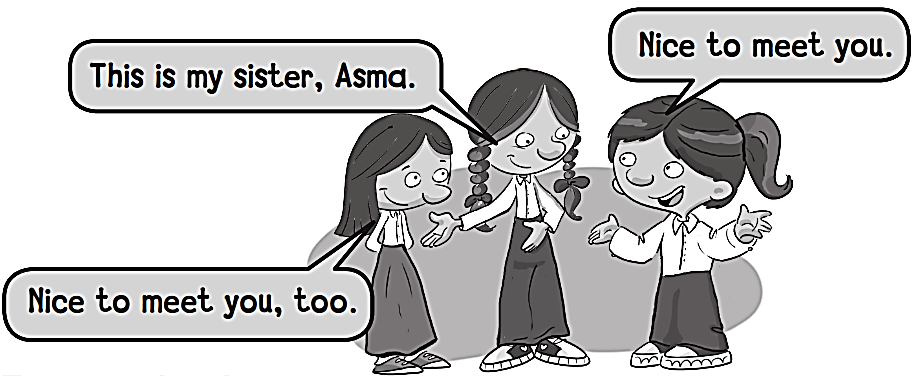 This is my sister, Asma.
Nice to meet you.
Nice to meet you, too.